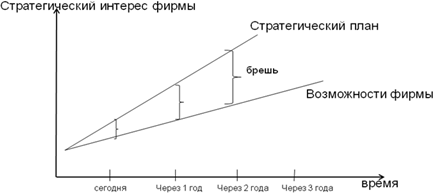 Стратегический интерес фирмы
Стратегический план
брешь
Возможности фирмы
время
сегодня
Через 1 год
Через 2 года
Через 3 года